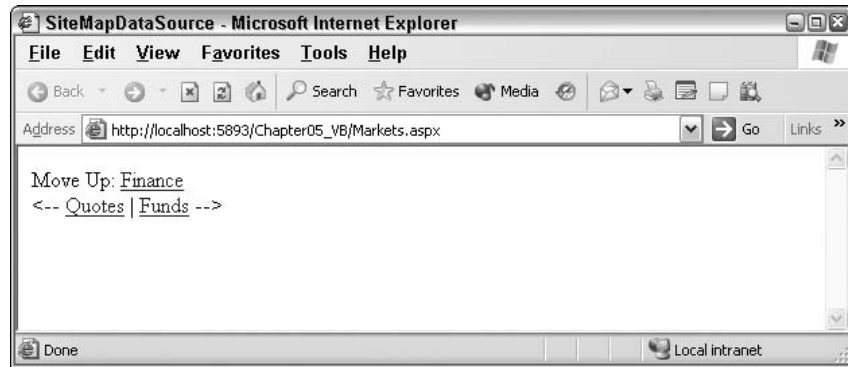 SiteMapDataSource - Microsoft Internet Explorer
File Edit View Favorites Tools Help
Back Search Favorites Media
Address http://localhost:5893/Chapter05_VB/Markets.aspx Go Links »
Move Up: Finance
<-- Quotes | Funds -->
Done Local intranet